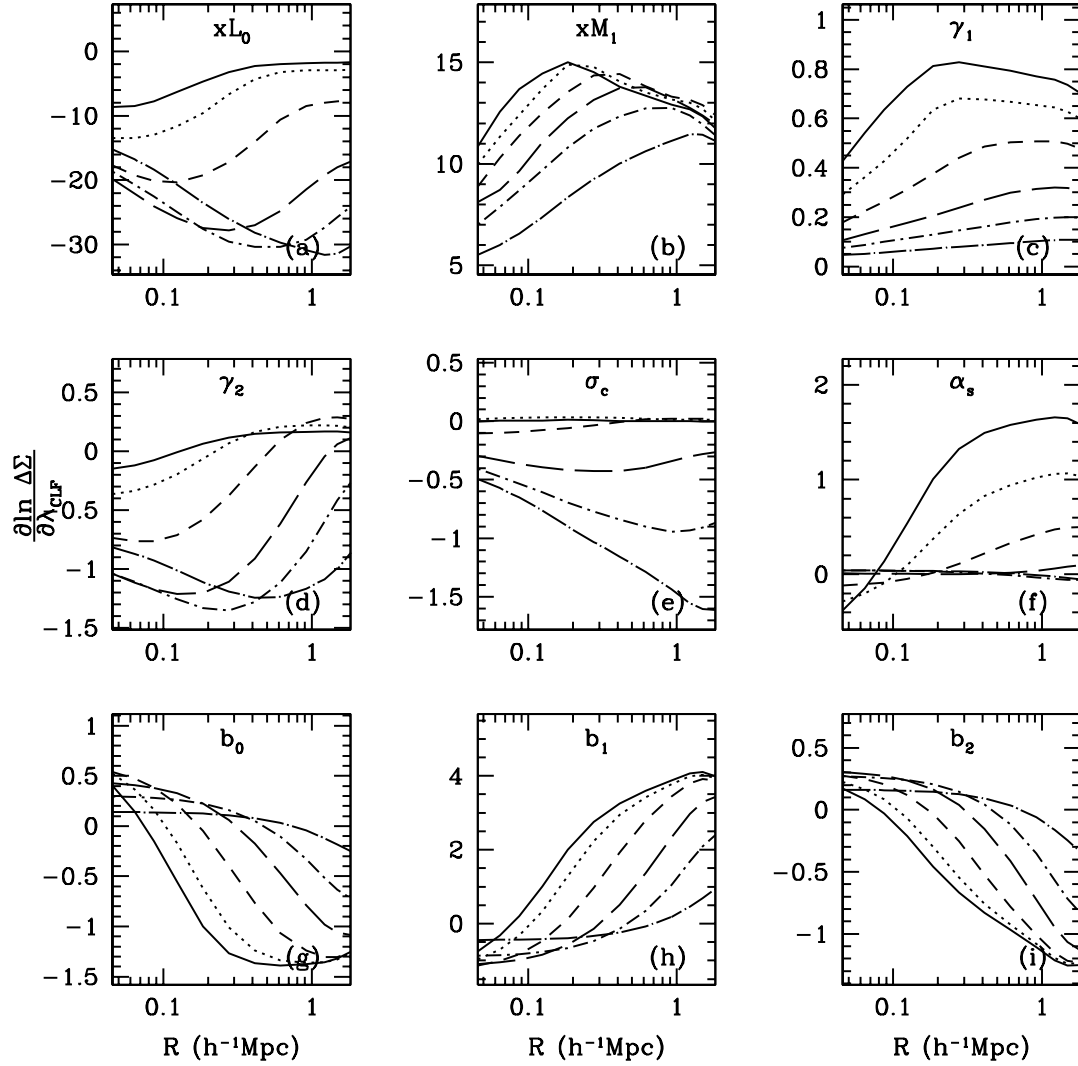 xL₀
xM₁
γ₁
0
−10
−20
−30
15
10
5
1
0.8
0.6
0.4
0.2
0
(a)
(b)
(c)
0.1
1
0.1
1
0.1
1
γ₂
σ_c
α_s
0.5
0
−0.5
−1
−1.5
0.5
0
−0.5
−1
−1.5
2
1
0
∂ln ΔΣ
∂λ_CLF
(d)
(e)
(f)
0.1
1
0.1
1
0.1
1
b₀
b₁
b₂
1
0.5
0
−0.5
−1
−1.5
4
2
0
0.5
0
−0.5
−1
(g)
(h)
(i)
0.1
1
0.1
1
0.1
1
R (h⁻¹Mpc)
R (h⁻¹Mpc)
R (h⁻¹Mpc)